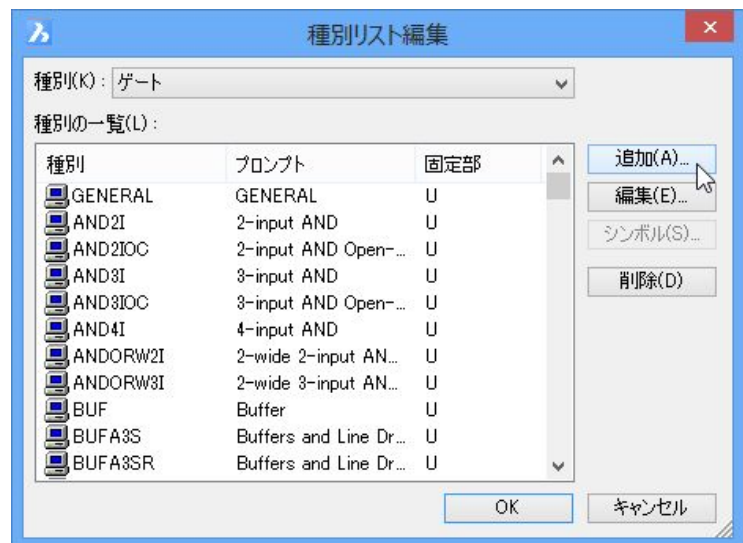 種別リスト編集
種別(K): ゲート
種別の一覧(L):
種別 プロンプト 固定部
GENERAL GENERAL U
AND2I 2-input AND U
AND2IOC 2-input AND Open-... U
AND3I 3-input AND U
AND3IOC 3-input AND Open-... U
AND4I 4-input AND U
ANDORW2I 2-wide 2-input AN... U
ANDORW3I 2-wide 3-input AN... U
BUF Buffer U
BUFA3S Buffers and Line Dr... U
BUFA3SR Buffers and Line Dr... U
追加(A)...
編集(E)...
シンボル(S)...
削除(D)
OK キャンセル